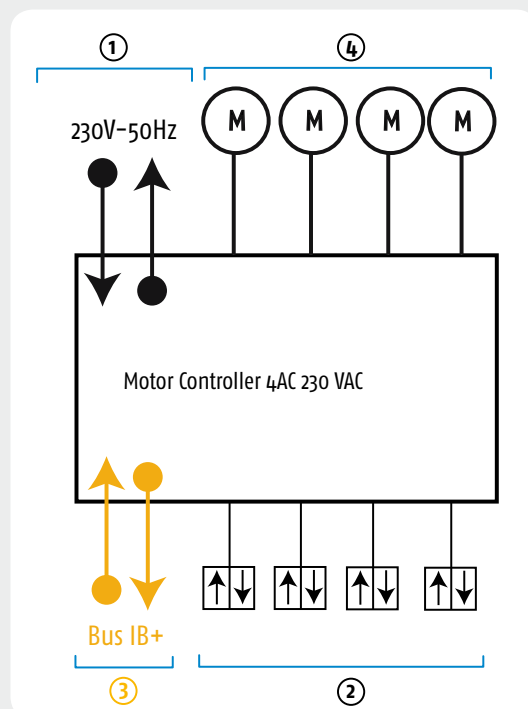 ① ④
230V-50Hz M M M M
Motor Controller 4AC 230 VAC
Bus IB+
③ ②